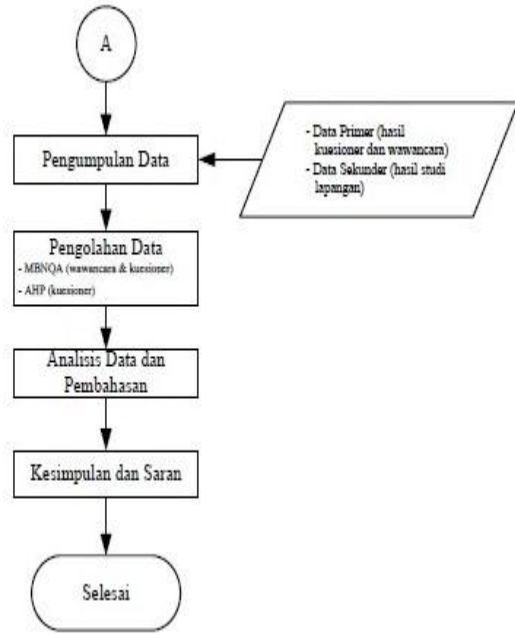 A
Pengumpulan Data
- Data Primer (hasil
kuesioner dan wawancara)
- Data Sekunder (hasil studi
lapangan)
Pengolahan Data
- MBNQA (wawancara & kuesioner)
- AHP (kuesioner)
Analisis Data dan
Pembahasan
Kesimpulan dan Saran
Selesai